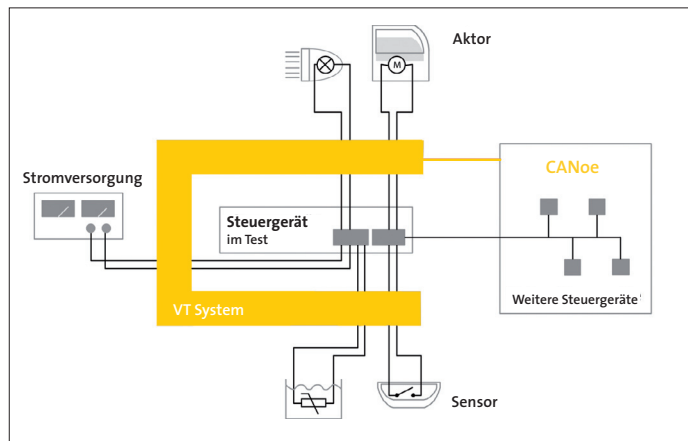 Aktor
M
CANoe
Stromversorgung
Steuergerät
im Test
Weitere Steuergeräte
VT System
Sensor